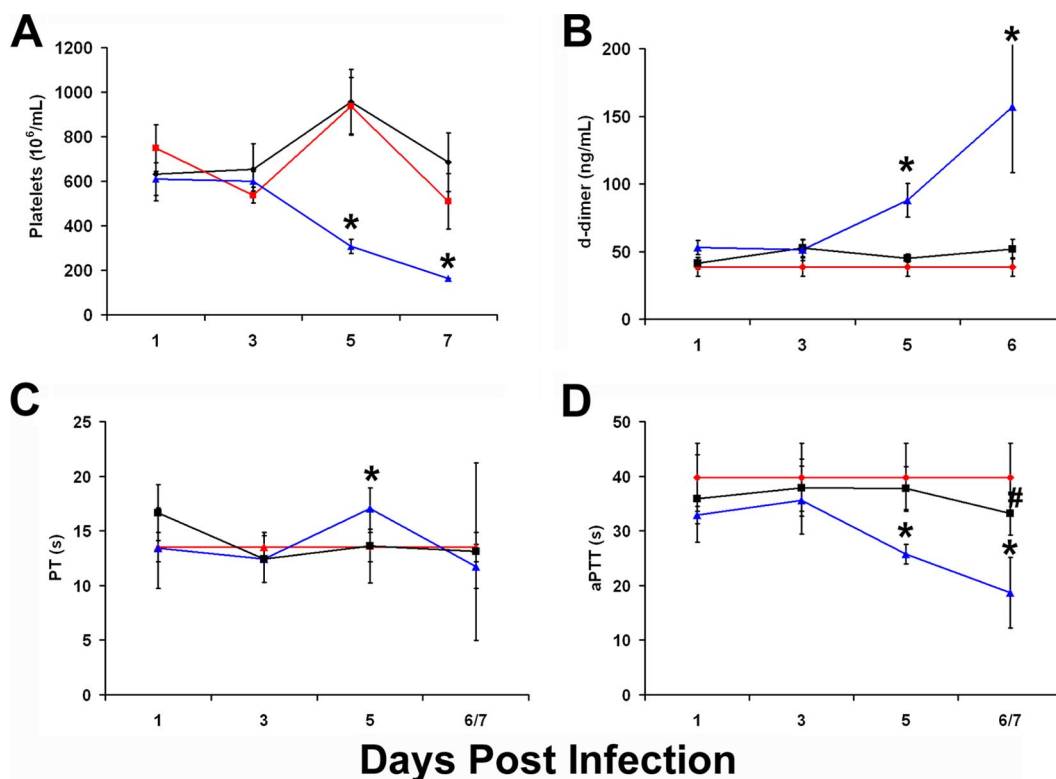 A
Platelets (10⁶/mL)
1200
1000
800
600
400
200
0
*
*
1 3 5 7
B
d-dimer (ng/mL)
200
150
100
50
0
*
*
1 3 5 6
C
PT (s)
25
20
15
10
5
0
*
1 3 5 6/7
D
aPTT (s)
50
40
30
20
10
0
#
*
*
1 3 5 6/7
Days Post Infection